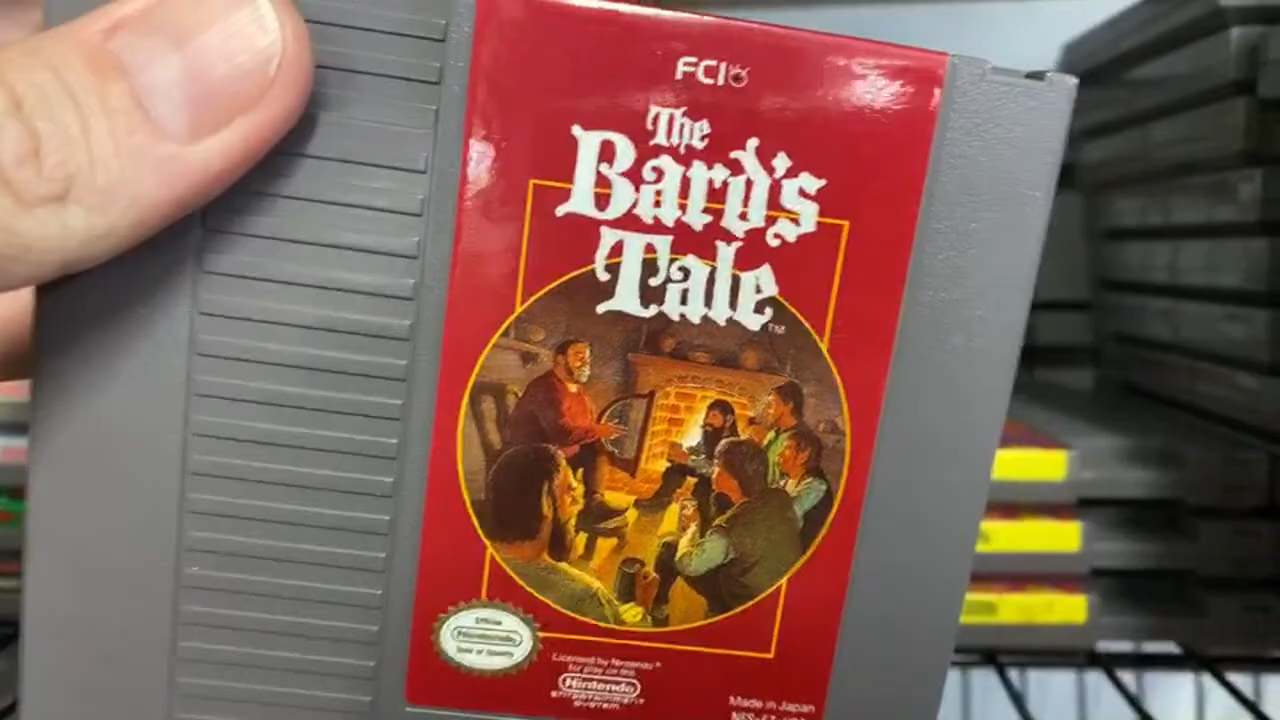 FCI
The
Bard's
Tale
TM
Official
Nintendo
Seal of Quality
Licensed by Nintendo®
for play on the
Nintendo
ENTERTAINMENT
SYSTEM
Made in Japan